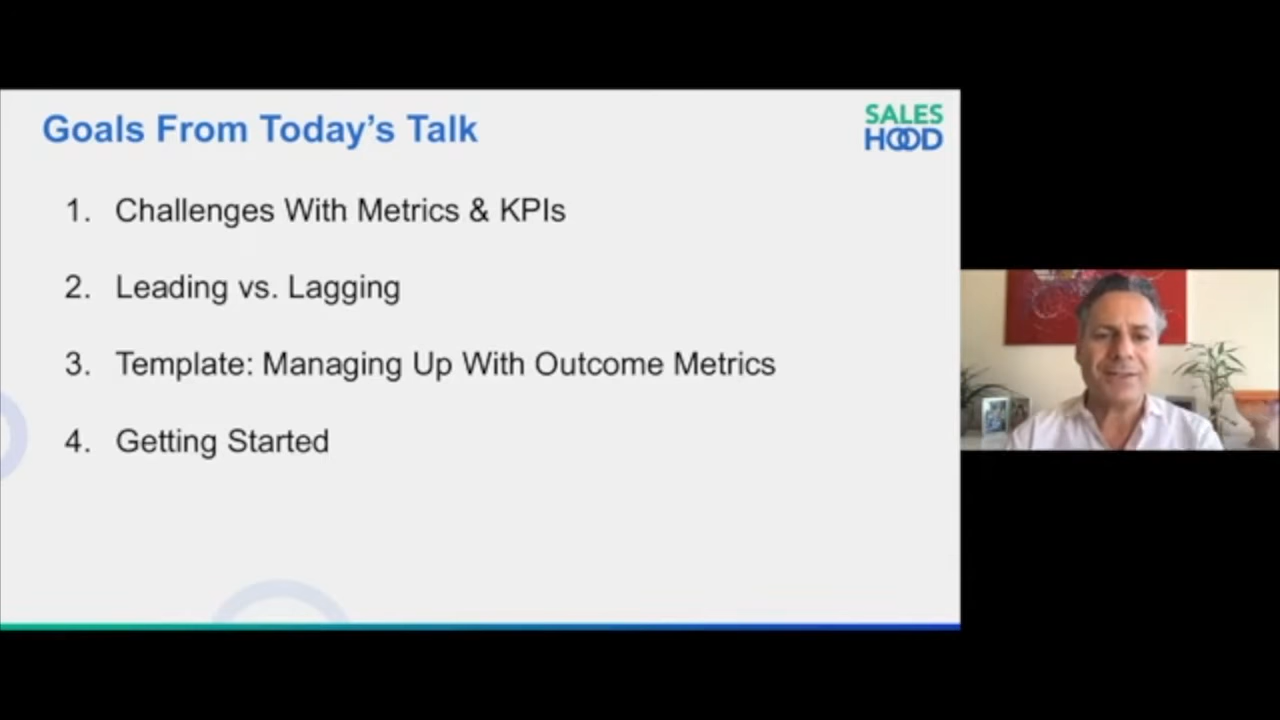 Goals From Today's Talk
SALES
HOOD
1. Challenges With Metrics & KPIs
2. Leading vs. Lagging
3. Template: Managing Up With Outcome Metrics
4. Getting Started